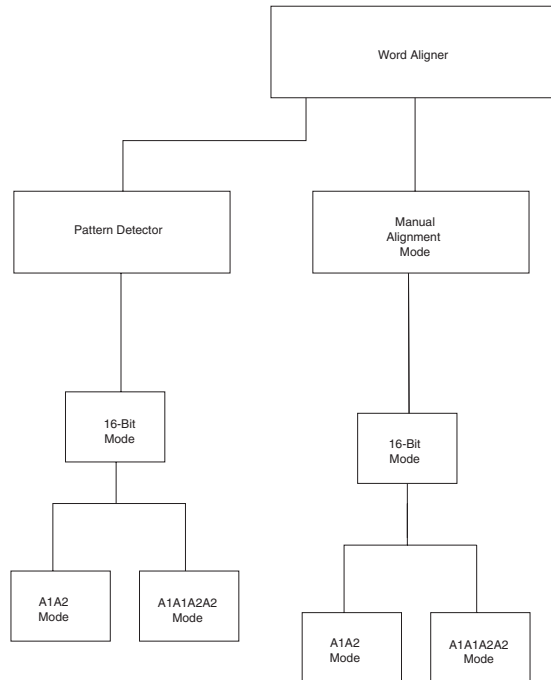 Word Aligner
Pattern Detector
Manual
Alignment
Mode
16-Bit
Mode
16-Bit
Mode
A1A2
Mode
A1A1A2A2
Mode
A1A2
Mode
A1A1A2A2
Mode